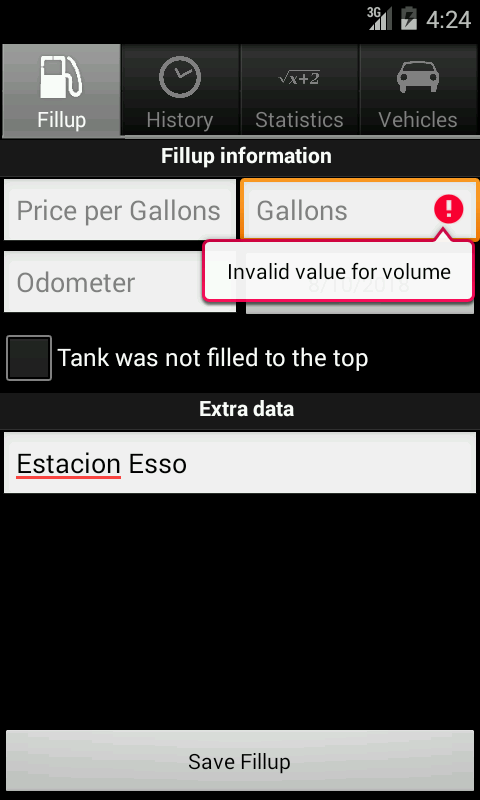 3G 4:24
Fillup History √x+2 Statistics Vehicles
Fillup information
Price per Gallons Gallons
Invalid value for volume
Odometer 8/10/2018
Tank was not filled to the top
Extra data
Estacion Esso
Save Fillup